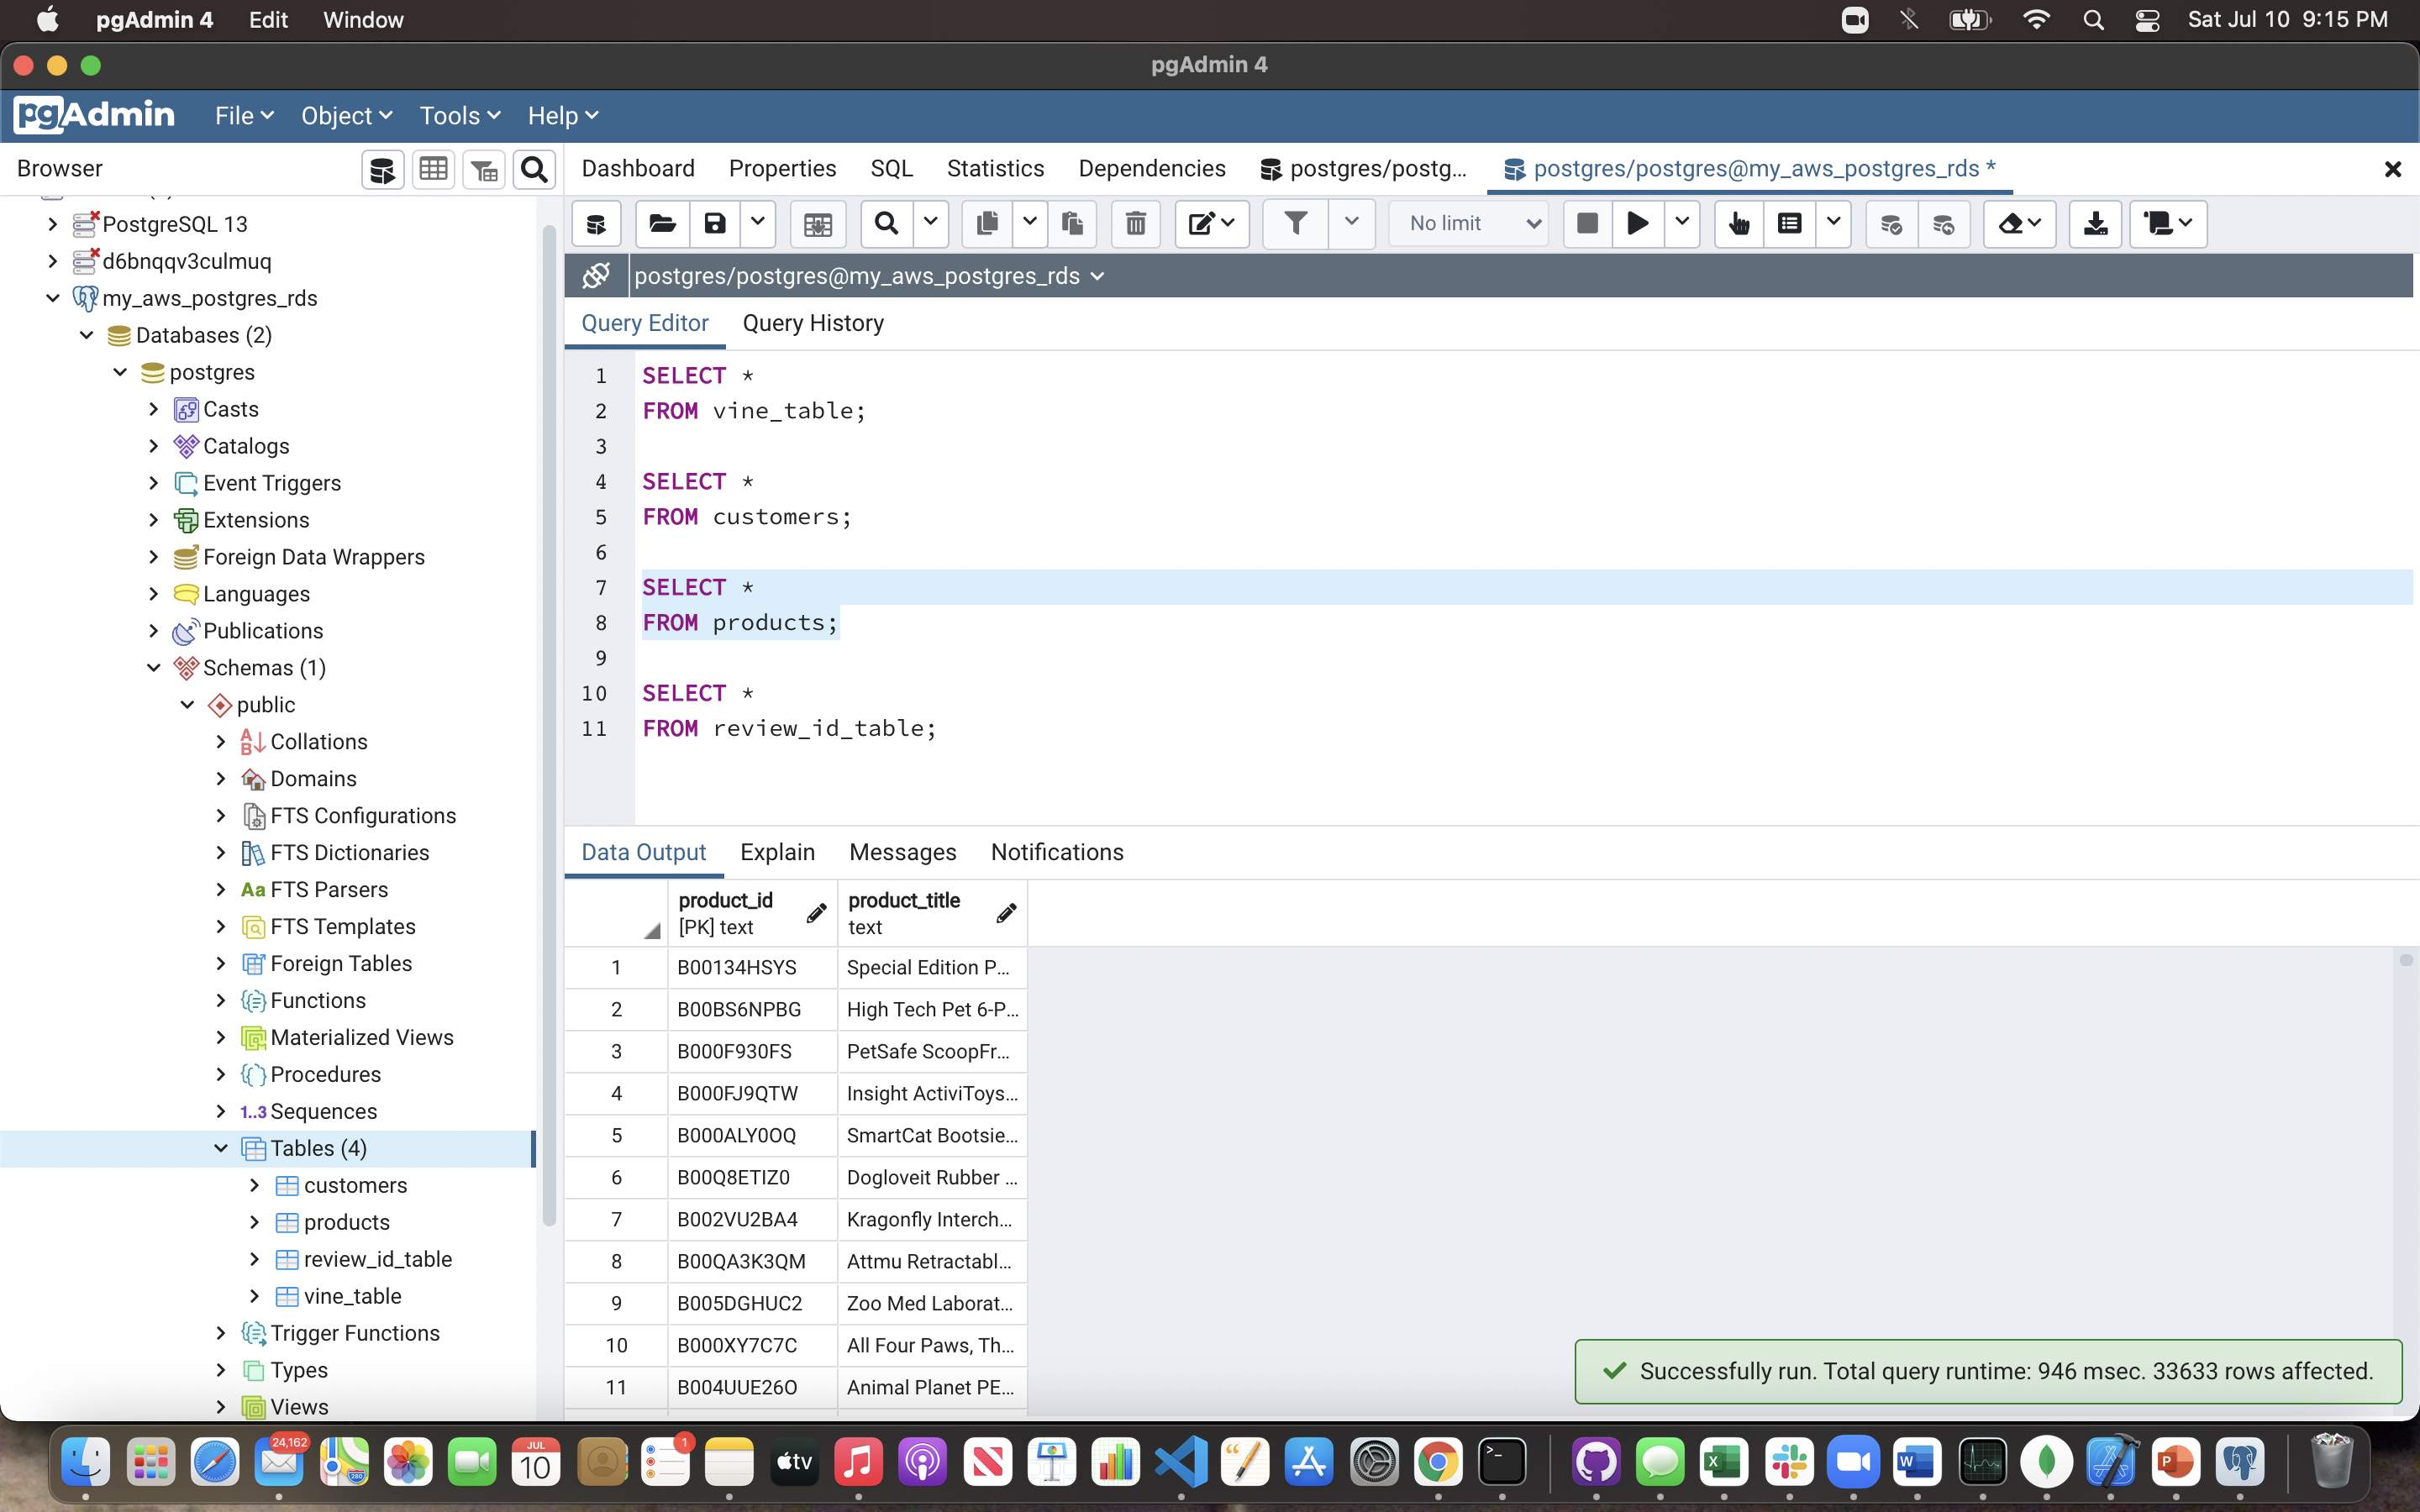 pgAdmin 4 Edit Window Sat Jul 10 9:15 PM
pgAdmin 4
pgAdmin File Object Tools Help
Browser Dashboard Properties SQL Statistics Dependencies postgres/postg... postgres/postgres@my_aws_postgres_rds *
No limit
PostgreSQL 13
d6bnqqv3culmuq
my_aws_postgres_rds
Databases (2)
postgres
Casts
Catalogs
Event Triggers
Extensions
Foreign Data Wrappers
Languages
Publications
Schemas (1)
public
Collations
Domains
FTS Configurations
FTS Dictionaries
Aa FTS Parsers
FTS Templates
Foreign Tables
Functions
Materialized Views
Procedures
1..3 Sequences
Tables (4)
customers
products
review_id_table
vine_table
Trigger Functions
Types
Views
postgres/postgres@my_aws_postgres_rds
Query Editor Query History
1 SELECT *
2 FROM vine_table;
3
4 SELECT *
5 FROM customers;
6
7 SELECT *
8 FROM products;
9
10 SELECT *
11 FROM review_id_table;
Data Output Explain Messages Notifications
product_id product_title
[PK] text text
1 B00134HSYS Special Edition P...
2 B00BS6NPBG High Tech Pet 6-P...
3 B000F930FS PetSafe ScoopFr...
4 B000FJ9QTW Insight ActiviToys...
5 B000ALY0OQ SmartCat Bootsie...
6 B00Q8ETIZ0 Dogloveit Rubber ...
7 B002VU2BA4 Kragonfly Interch...
8 B00QA3K3QM Attmu Retractabl...
9 B005DGHUC2 Zoo Med Laborat...
10 B000XY7C7C All Four Paws, Th...
11 B004UUE26O Animal Planet PE...
Successfully run. Total query runtime: 946 msec. 33633 rows affected.
24,162 280 JUL 10 1 tv >_ X W P